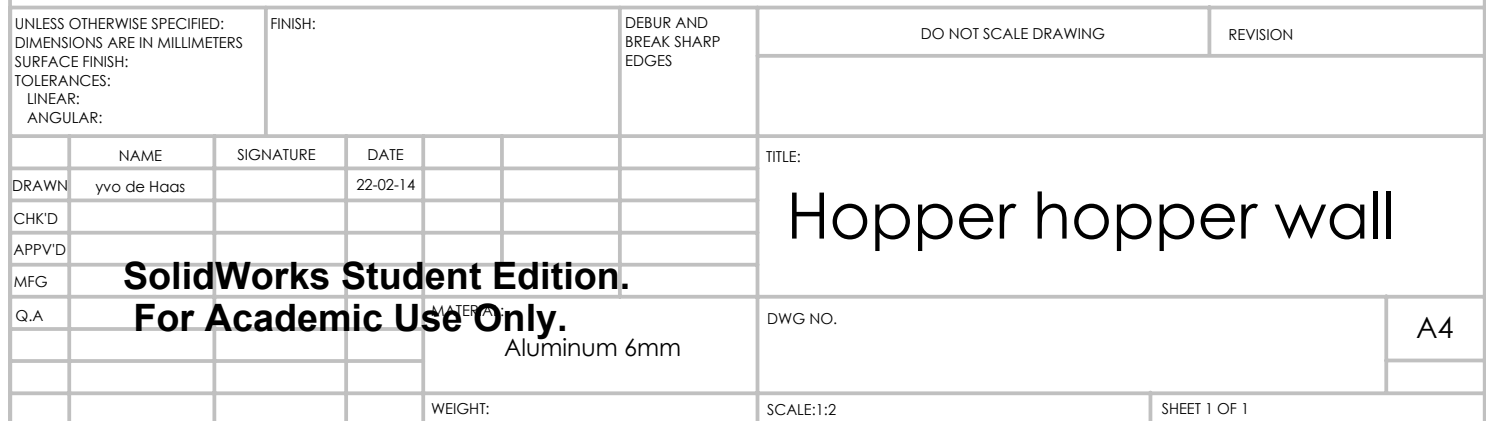 UNLESS OTHERWISE SPECIFIED:
DIMENSIONS ARE IN MILLIMETERS
SURFACE FINISH:
TOLERANCES:
LINEAR:
ANGULAR:
FINISH:
DEBUR AND
BREAK SHARP
EDGES
DO NOT SCALE DRAWING
REVISION
NAME SIGNATURE DATE
DRAWN yvo de Haas 22-02-14
CHK'D
APPV'D
MFG
Q.A
SolidWorks Student Edition.
For Academic Use Only.
MATERIAL:
Aluminum 6mm
WEIGHT:
TITLE:
Hopper hopper wall
DWG NO.
A4
SCALE:1:2
SHEET 1 OF 1